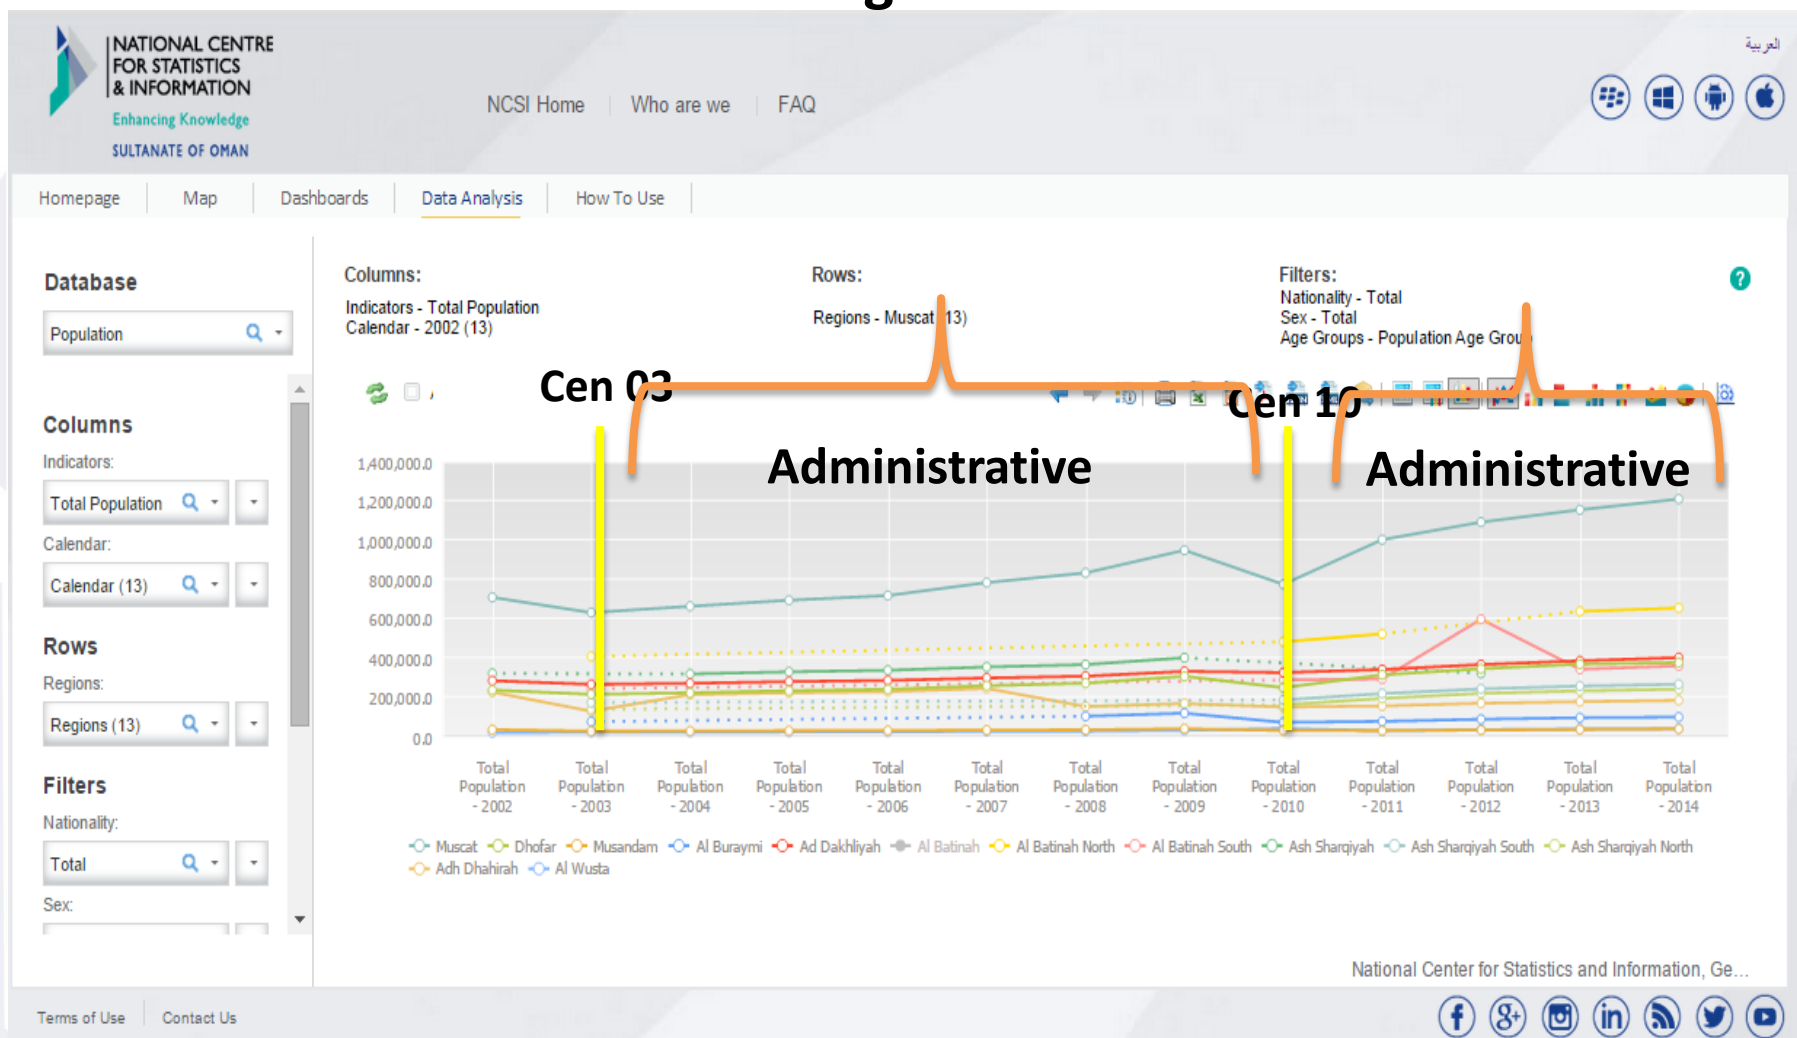 NATIONAL CENTRE
FOR STATISTICS
& INFORMATION
Enhancing Knowledge
SULTANATE OF OMAN
NCSI Home
Who are we
FAQ
العربية
Homepage
Map
Dashboards
Data Analysis
How To Use
Database
Population
Columns
Indicators:
Total Population
Calendar:
Calendar (13)
Rows
Regions:
Regions (13)
Filters
Nationality:
Total
Sex:
Columns:
Indicators - Total Population
Calendar - 2002 (13)
Rows:
Regions - Muscat (13)
Filters:
Nationality - Total
Sex - Total
Age Groups - Population Age Group
Cen 03
Cen 10
Administrative
Administrative
1,400,000.0
1,200,000.0
1,000,000.0
800,000.0
600,000.0
400,000.0
200,000.0
0.0
Total Population - 2002
Total Population - 2003
Total Population - 2004
Total Population - 2005
Total Population - 2006
Total Population - 2007
Total Population - 2008
Total Population - 2009
Total Population - 2010
Total Population - 2011
Total Population - 2012
Total Population - 2013
Total Population - 2014
Muscat Dhofar Musandam Al Buraymi Ad Dakhliyah Al Batinah Al Batinah North Al Batinah South Ash Sharqiyah Ash Sharqiyah South Ash Sharqiyah North
Adh Dhahirah Al Wusta
National Center for Statistics and Information, Ge...
Terms of Use
Contact Us